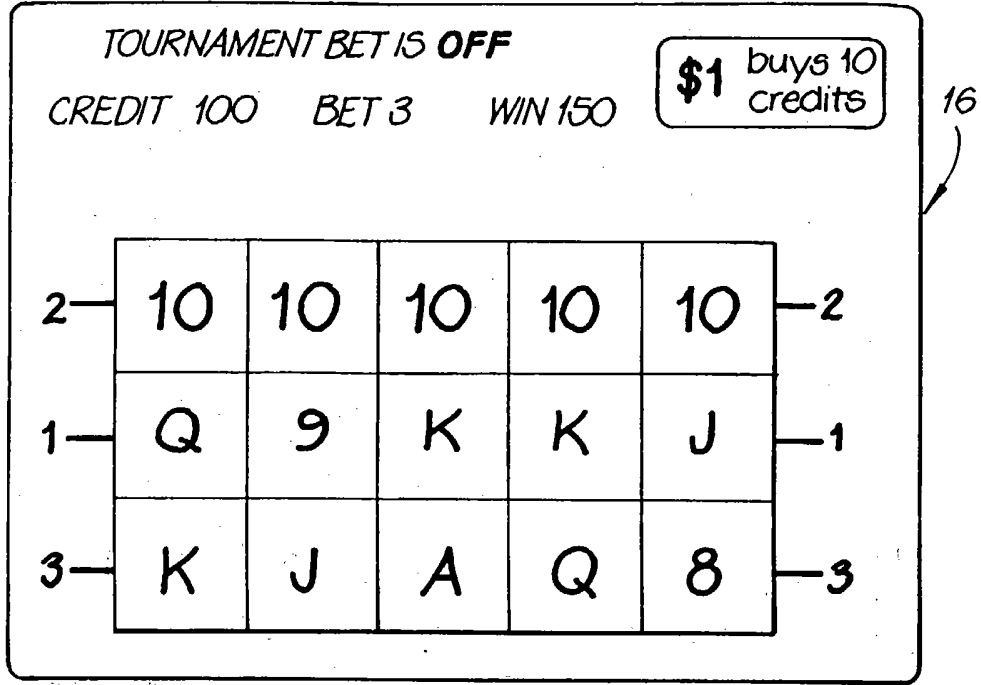 TOURNAMENT BET IS OFF
$1 buys 10 credits
CREDIT 100 BET 3 WIN 150
16
2 10 10 10 10 10 2
1 Q 9 K K J 1
3 K J A Q 8 3